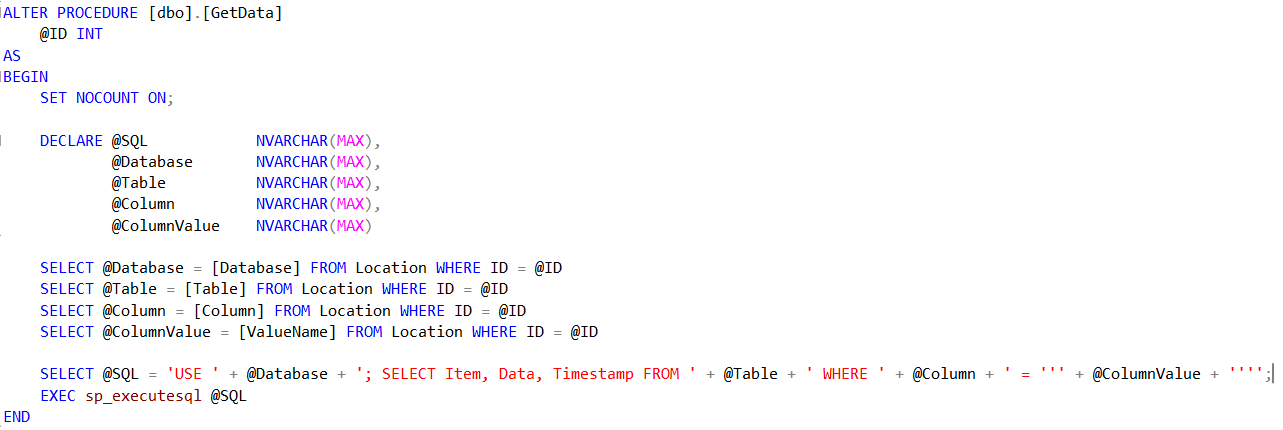 ALTER PROCEDURE [dbo].[GetData]
    @ID INT
AS
BEGIN
    SET NOCOUNT ON;

    DECLARE @SQL            NVARCHAR(MAX),
            @Database       NVARCHAR(MAX),
            @Table          NVARCHAR(MAX),
            @Column         NVARCHAR(MAX),
            @ColumnValue    NVARCHAR(MAX)

    SELECT @Database = [Database] FROM Location WHERE ID = @ID
    SELECT @Table = [Table] FROM Location WHERE ID = @ID
    SELECT @Column = [Column] FROM Location WHERE ID = @ID
    SELECT @ColumnValue = [ValueName] FROM Location WHERE ID = @ID

    SELECT @SQL = 'USE ' + @Database + '; SELECT Item, Data, Timestamp FROM ' + @Table + ' WHERE ' + @Column + ' = ''' + @ColumnValue + '''';
    EXEC sp_executesql @SQL
END